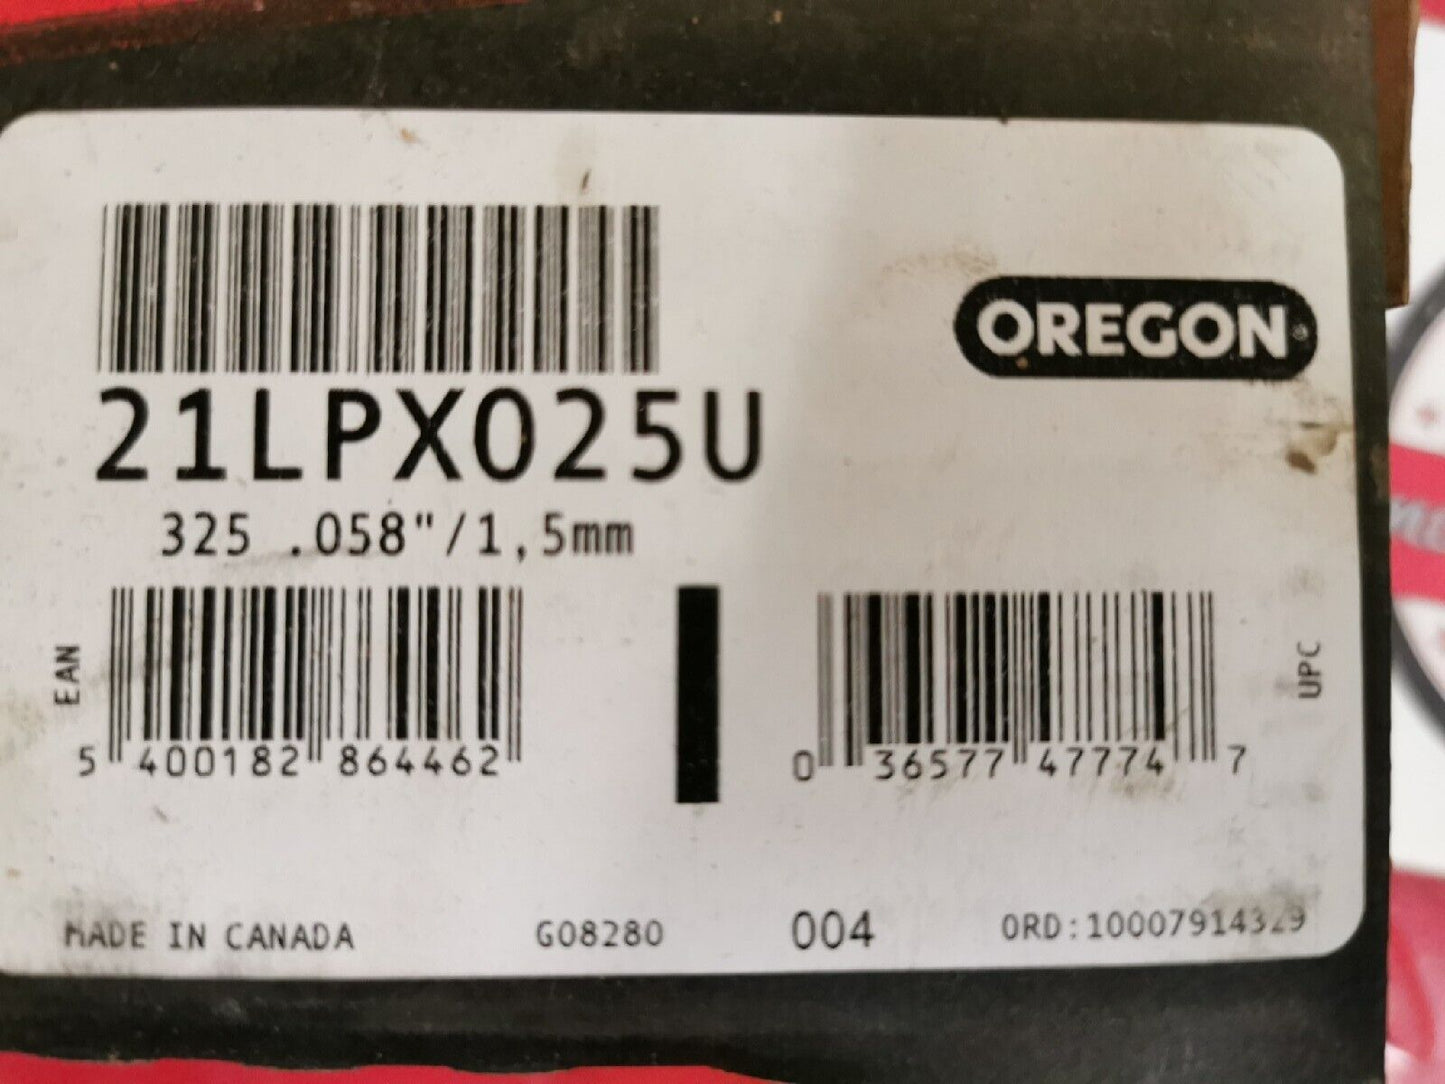 21LPX025U
OREGON
325 .058"/1,5mm
EAN
5 400182 864462
0 36577 47774 7
UPC
MADE IN CANADA
G08280
004
ORD:10007914329